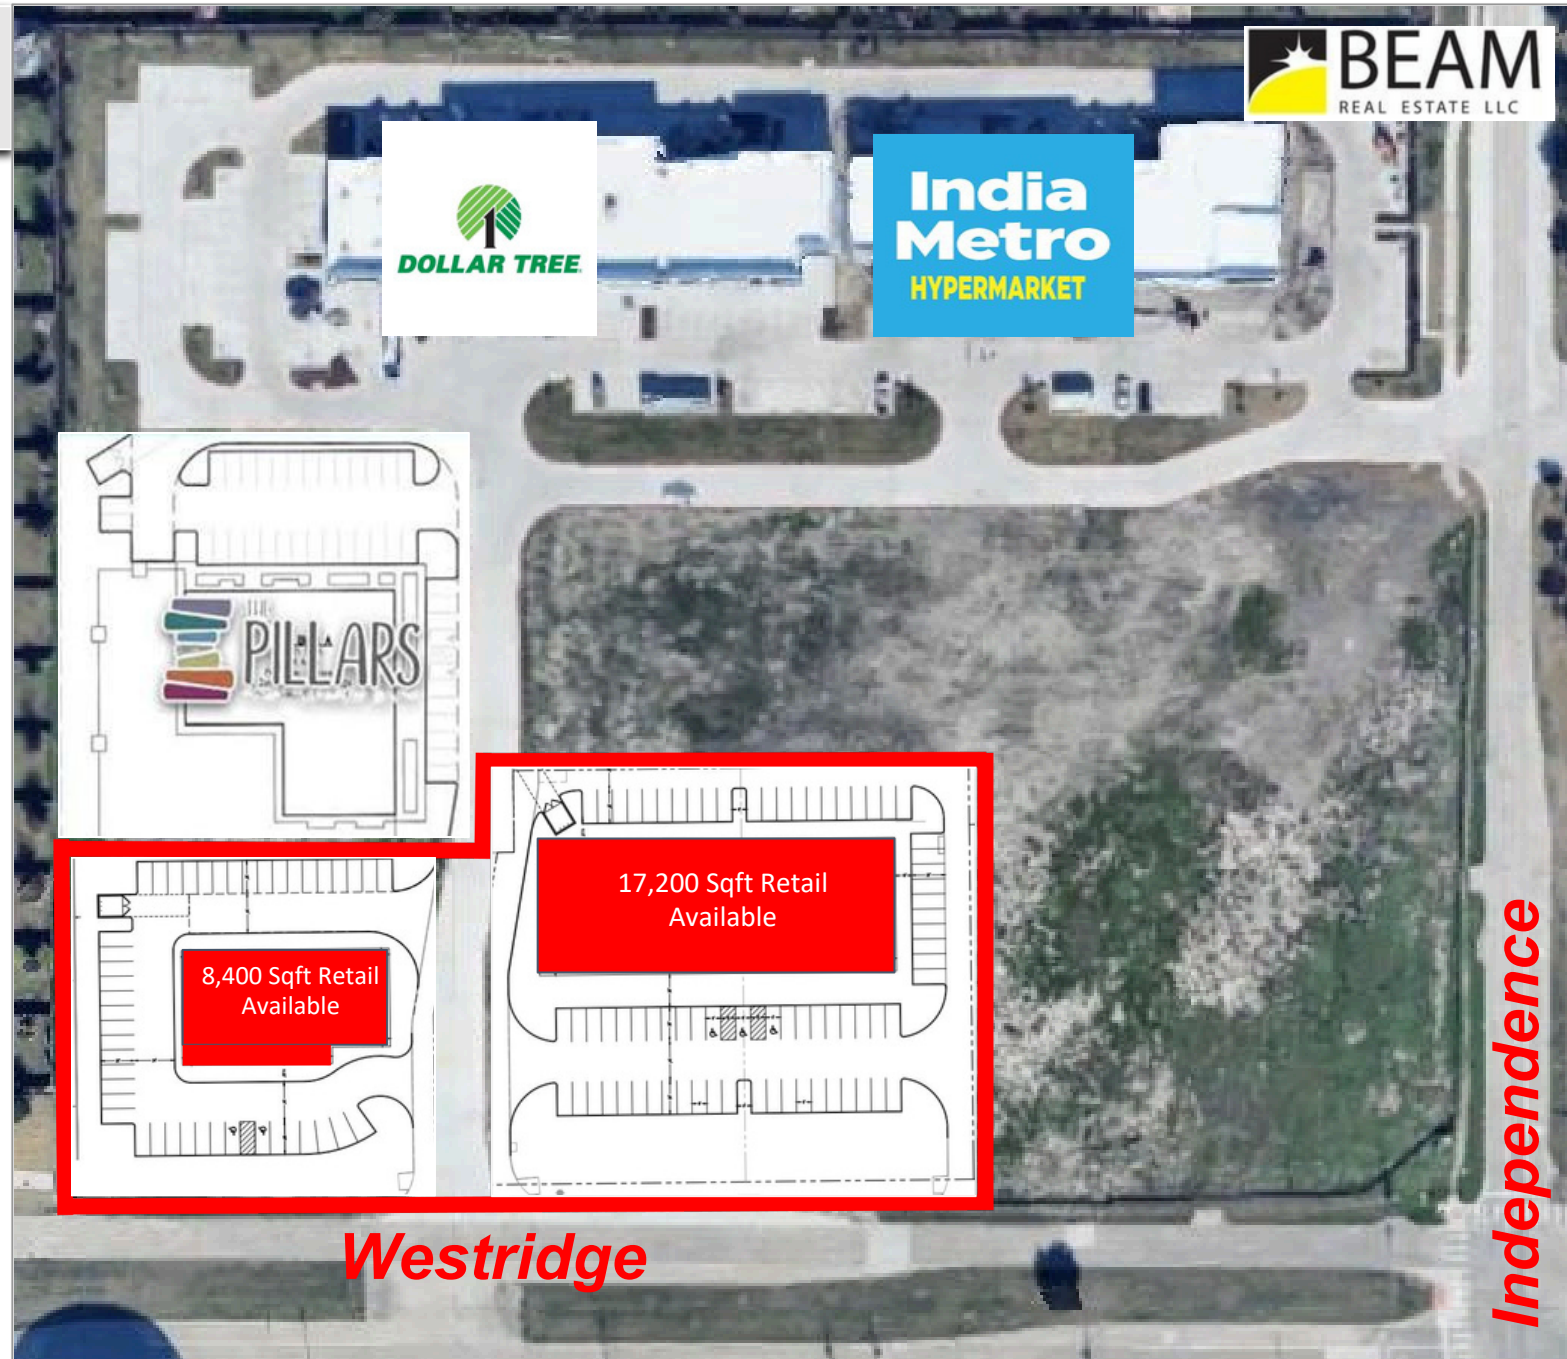 BEAM
REAL ESTATE LLC
DOLLAR TREE
India
Metro
HYPERMARKET
THE
PILLARS
17,200 Sqft Retail
Available
8,400 Sqft Retail
Available
Westridge
Independence